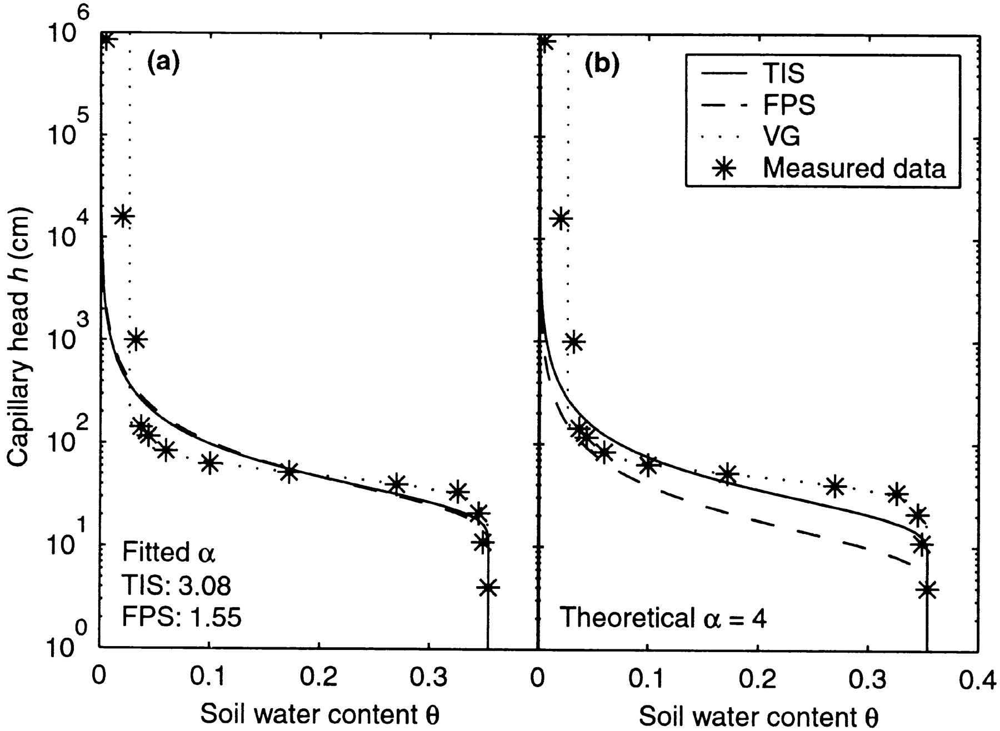 10^6
10^5
10^4
10^3
10^2
10^1
10^0
Capillary head h (cm)
(a)
Fitted α
TIS: 3.08
FPS: 1.55
0 0.1 0.2 0.3
Soil water content θ
(b)
TIS
FPS
VG
Measured data
Theoretical α = 4
0 0.1 0.2 0.3 0.4
Soil water content θ